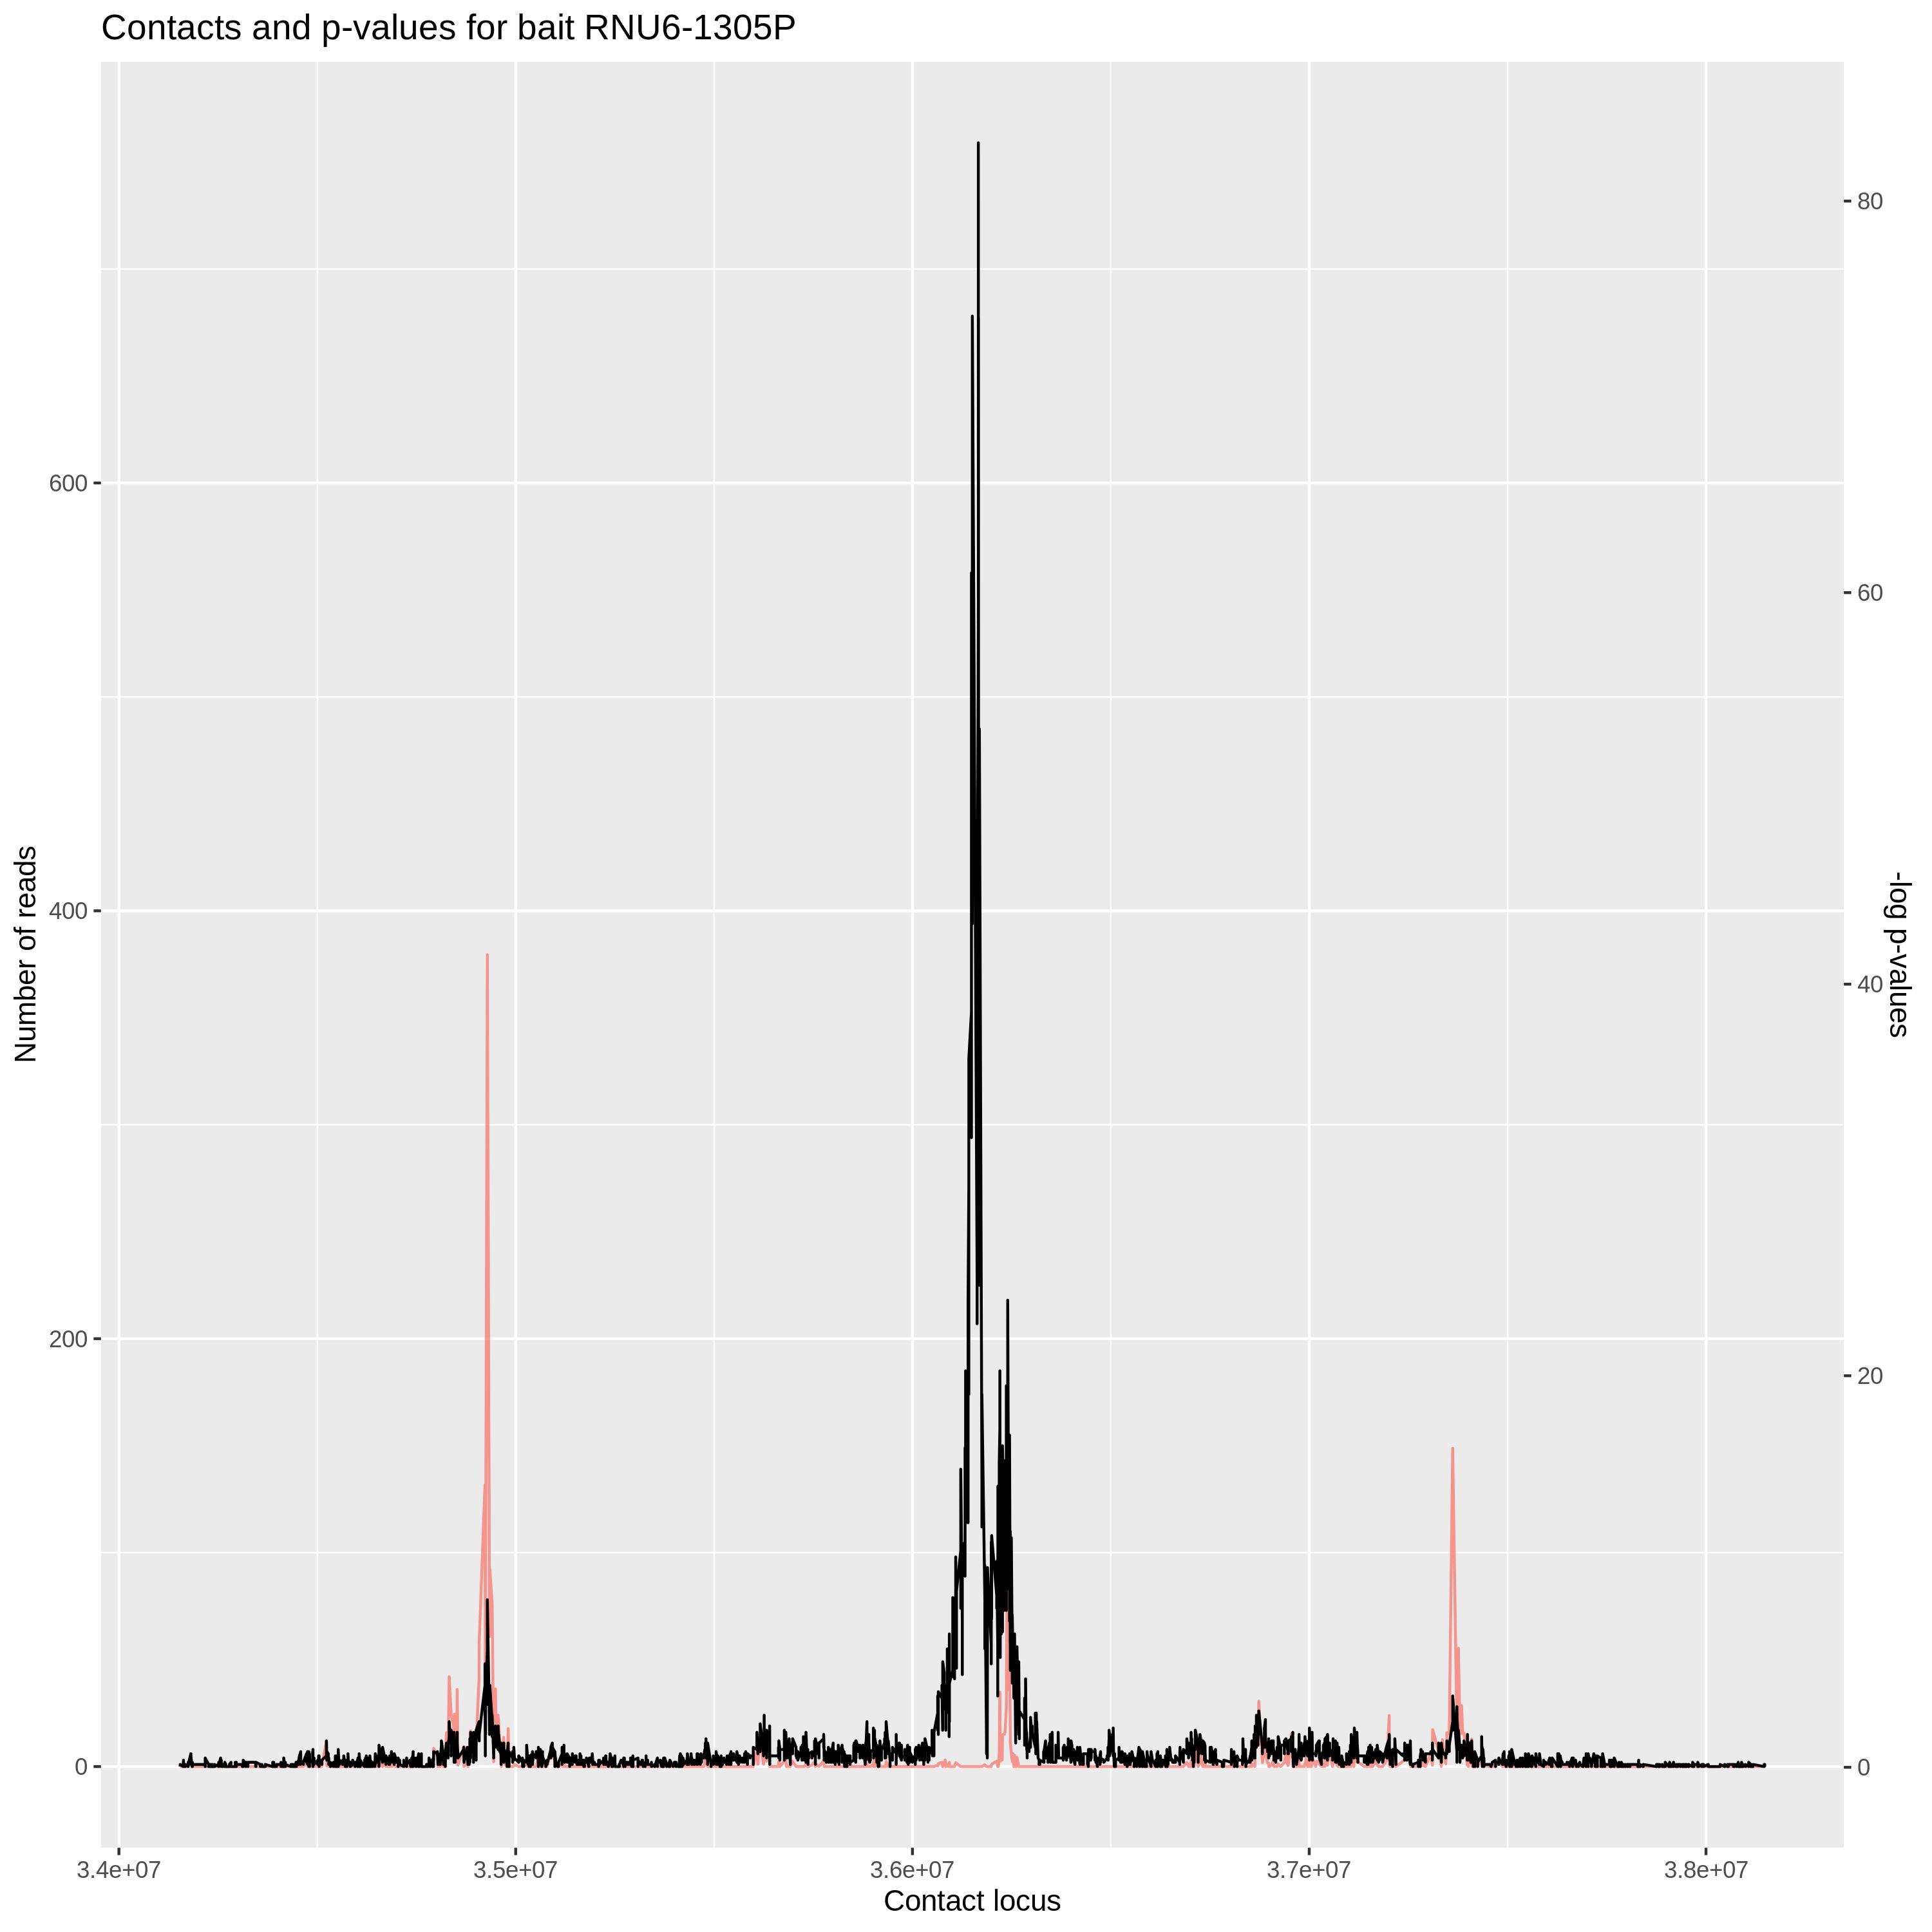 Contacts and p-values for bait RNU6-1305P
Number of reads
600
400
200
0
80
60
40
20
0
-log p-values
3.4e+07 3.5e+07 3.6e+07 3.7e+07 3.8e+07
Contact locus